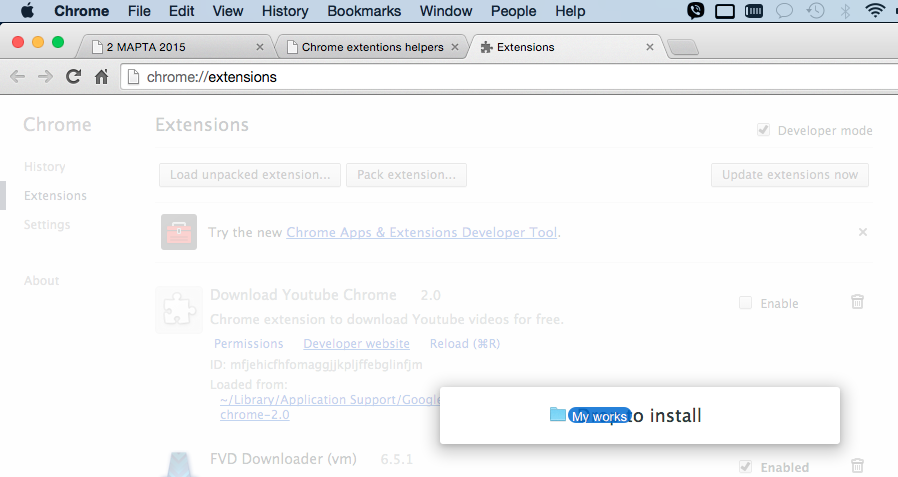 Chrome File Edit View History Bookmarks Window People Help
2 МАРТА 2015
Chrome extentions helpers
Extensions
chrome://extensions
Chrome
Extensions
Developer mode
History
Extensions
Settings
About
Load unpacked extension...
Pack extension...
Update extensions now
Try the new Chrome Apps & Extensions Developer Tool.
Download Youtube Chrome 2.0
Enable
Chrome extension to download Youtube videos for free.
Permissions Developer website Reload (⌘R)
ID: mfjehicfhfomaggjjkpljffebglinfjm
Loaded from:
~/Library/Application Support/Google
chrome-2.0
My works
to install
FVD Downloader (vm) 6.5.1
Enabled